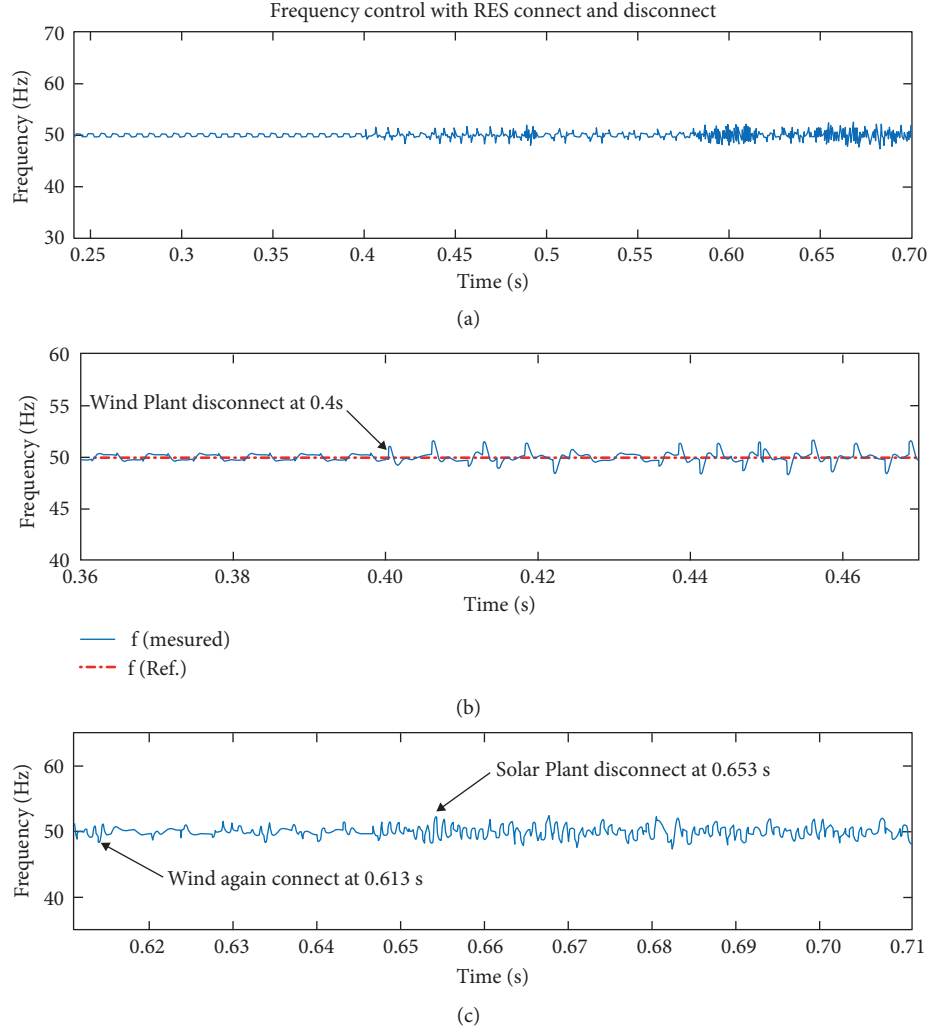 Frequency control with RES connect and disconnect
70
60
50
40
30
Frequency (Hz)
0.25 0.3 0.35 0.4 0.45 0.5 0.55 0.60 0.65 0.70
Time (s)
(a)
60
55
50
45
40
Frequency (Hz)
Wind Plant disconnect at 0.4s
0.36 0.38 0.40 0.42 0.44 0.46
Time (s)
f (mesured)
f (Ref.)
(b)
60
50
40
Frequency (Hz)
Solar Plant disconnect at 0.653 s
Wind again connect at 0.613 s
0.62 0.63 0.64 0.65 0.66 0.67 0.68 0.69 0.70 0.71
Time (s)
(c)